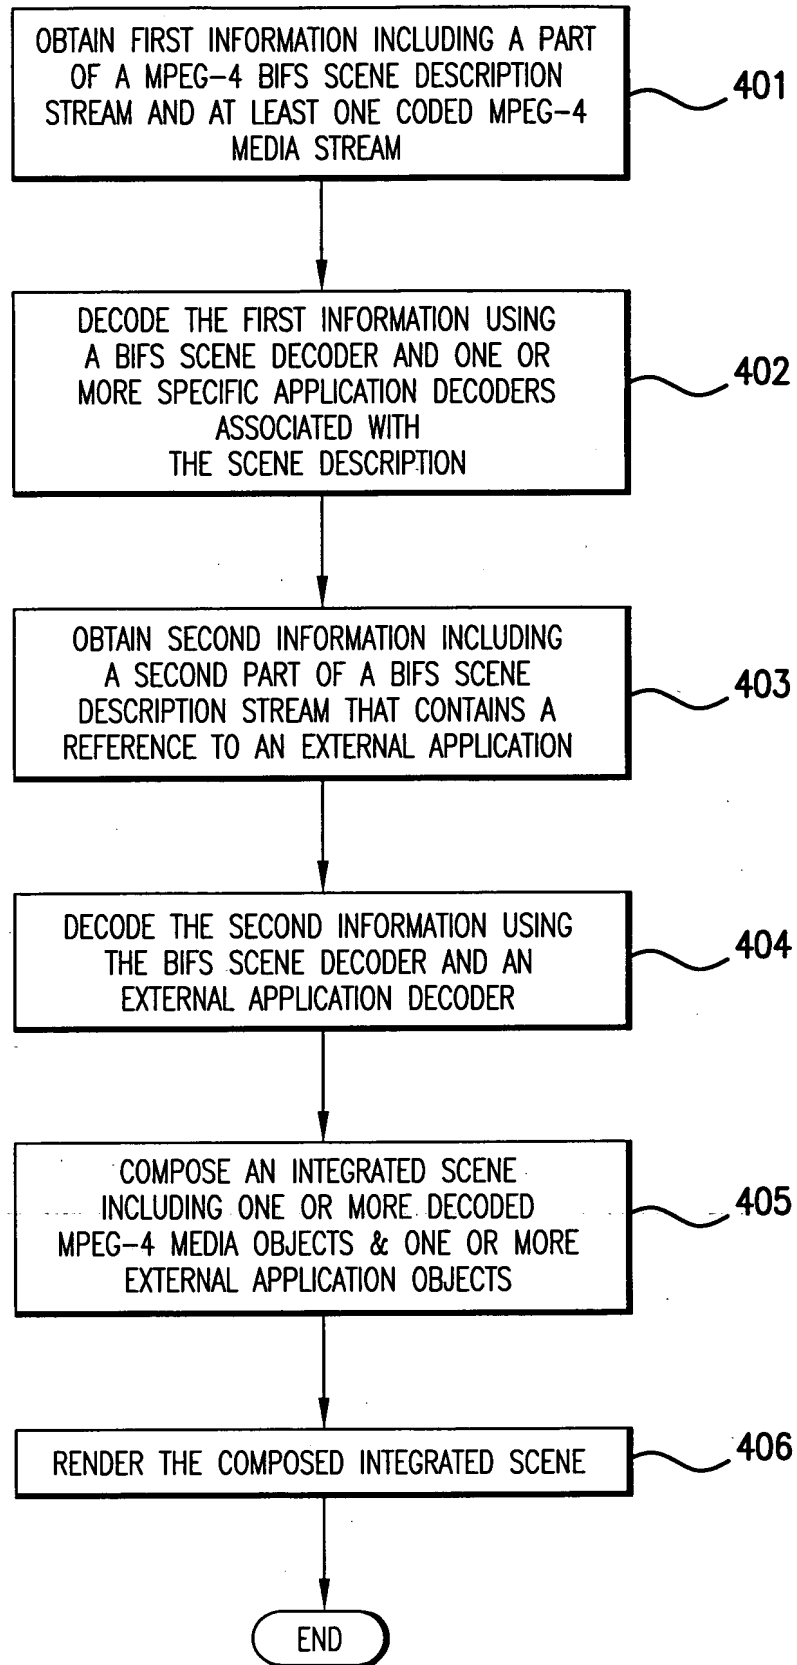 OBTAIN FIRST INFORMATION INCLUDING A PART
OF A MPEG-4 BIFS SCENE DESCRIPTION
STREAM AND AT LEAST ONE CODED MPEG-4
MEDIA STREAM
401
DECODE THE FIRST INFORMATION USING
A BIFS SCENE DECODER AND ONE OR
MORE SPECIFIC APPLICATION DECODERS
ASSOCIATED WITH
THE SCENE DESCRIPTION
402
OBTAIN SECOND INFORMATION INCLUDING
A SECOND PART OF A BIFS SCENE
DESCRIPTION STREAM THAT CONTAINS A
REFERENCE TO AN EXTERNAL APPLICATION
403
DECODE THE SECOND INFORMATION USING
THE BIFS SCENE DECODER AND AN
EXTERNAL APPLICATION DECODER
404
COMPOSE AN INTEGRATED SCENE
INCLUDING ONE OR MORE DECODED
MPEG-4 MEDIA OBJECTS & ONE OR MORE
EXTERNAL APPLICATION OBJECTS
405
RENDER THE COMPOSED INTEGRATED SCENE
406
END